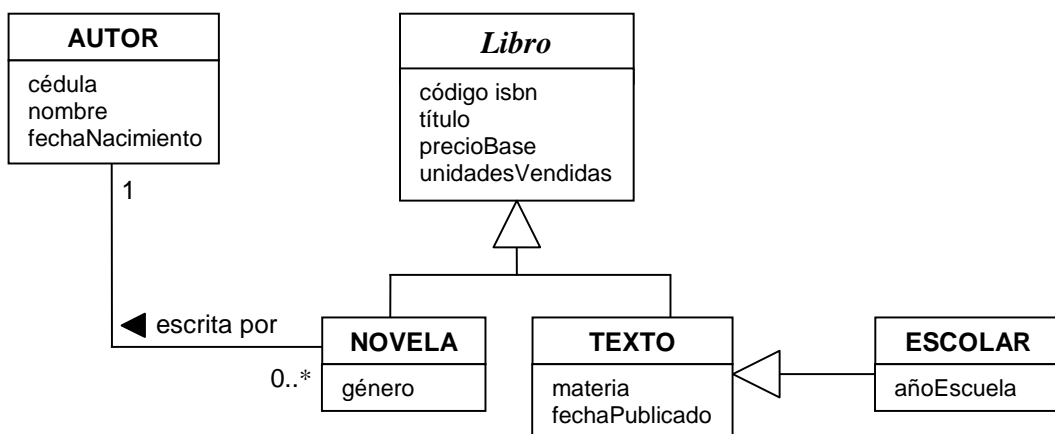 AUTOR
cédula
nombre
fechaNacimiento
Libro
código isbn
título
precioBase
unidadesVendidas
1
escrita por
0..*
NOVELA
género
TEXTO
materia
fechaPublicado
ESCOLAR
añoEscuela